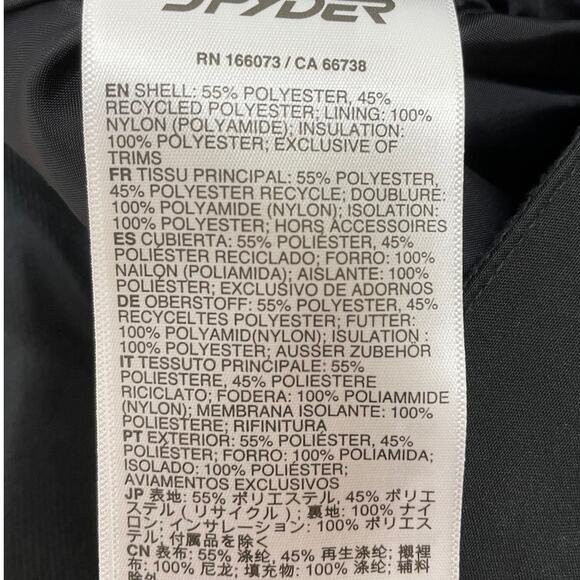 SPYDER
RN 166073 / CA 66738
EN SHELL: 55% POLYESTER, 45%
RECYCLED POLYESTER; LINING: 100%
NYLON (POLYAMIDE); INSULATION:
100% POLYESTER; EXCLUSIVE OF
TRIMS
FR TISSU PRINCIPAL: 55% POLYESTER,
45% POLYESTER RECYCLE; DOUBLURE:
100% POLYAMIDE (NYLON); ISOLATION:
100% POLYESTER; HORS ACCESSOIRES
ES CUBIERTA: 55% POLIÉSTER, 45%
POLIÉSTER RECICLADO; FORRO: 100%
NAILON (POLIAMIDA); AISLANTE: 100%
POLIÉSTER; EXCLUSIVO DE ADORNOS
DE OBERSTOFF: 55% POLYESTER, 45%
RECYCELTES POLYESTER; FUTTER:
100% POLYAMID(NYLON); ISULATION :
100% POLYESTER; AUSSER ZUBEHÖR
IT TESSUTO PRINCIPALE: 55%
POLIESTERE, 45% POLIESTERE
RICICLATO; FODERA: 100% POLIAMMIDE
(NYLON); MEMBRANA ISOLANTE: 100%
POLIESTERE; RIFINITURA
PT EXTERIOR: 55% POLIÉSTER, 45%
POLIÉSTER; FORRO: 100% POLIAMIDA;
ISOLADO: 100% POLIÉSTER;
AVIAMENTOS EXCLUSIVOS
JP 表地: 55% ポリエステル, 45% ポリエ
ステル ( リサイクル ) ; 裏地: 100% ナイ
ロン; インサレーション: 100% ポリエス
テル, 付属品を除く
CN 表布: 55% 涤纶, 45% 再生涤纶; 襯裡
布: 100% 尼龙; 填充物: 100% 涤纶; 辅料
除外